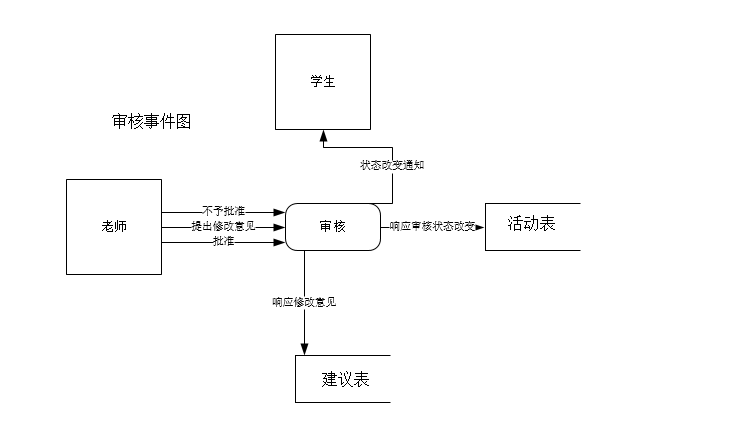 学生
审核事件图
状态改变通知
老师
不予批准
提出修改意见
批准
审核
响应审核状态改变
活动表
响应修改意见
建议表